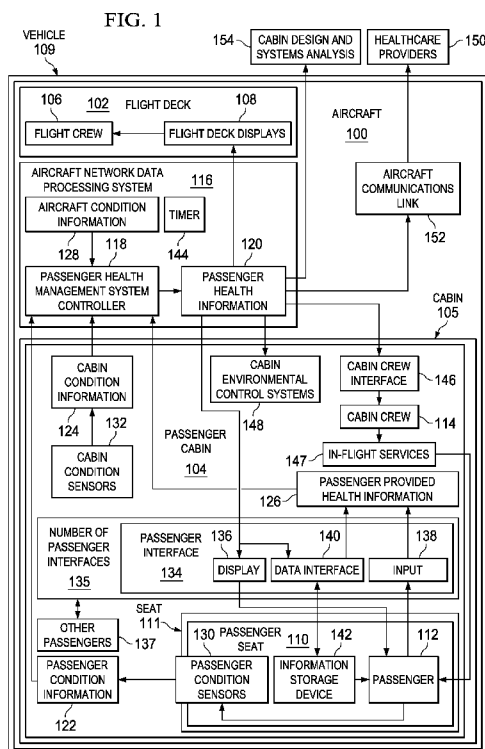 FIG. 1
VEHICLE
109
154
CABIN DESIGN AND
SYSTEMS ANALYSIS
HEALTHCARE
PROVIDERS
150
106
102
FLIGHT DECK
108
FLIGHT CREW
FLIGHT DECK DISPLAYS
AIRCRAFT
100
AIRCRAFT NETWORK DATA
PROCESSING SYSTEM
116
AIRCRAFT CONDITION
INFORMATION
TIMER
128
118
144
120
AIRCRAFT
COMMUNICATIONS
LINK
152
PASSENGER HEALTH
MANAGEMENT SYSTEM
CONTROLLER
PASSENGER
HEALTH
INFORMATION
CABIN
105
CABIN
CONDITION
INFORMATION
124
132
CABIN
CONDITION
SENSORS
PASSENGER
CABIN
104
CABIN
ENVIRONMENTAL
CONTROL SYSTEMS
148
CABIN CREW
INTERFACE
146
CABIN CREW
114
147
IN-FLIGHT SERVICES
126
PASSENGER PROVIDED
HEALTH INFORMATION
NUMBER OF
PASSENGER
INTERFACES
135
PASSENGER
INTERFACE
134
136
140
138
DISPLAY
DATA INTERFACE
INPUT
SEAT
111
OTHER
PASSENGERS
137
130
PASSENGER
SEAT
110
142
112
PASSENGER
CONDITION
INFORMATION
122
PASSENGER
CONDITION
SENSORS
INFORMATION
STORAGE
DEVICE
PASSENGER